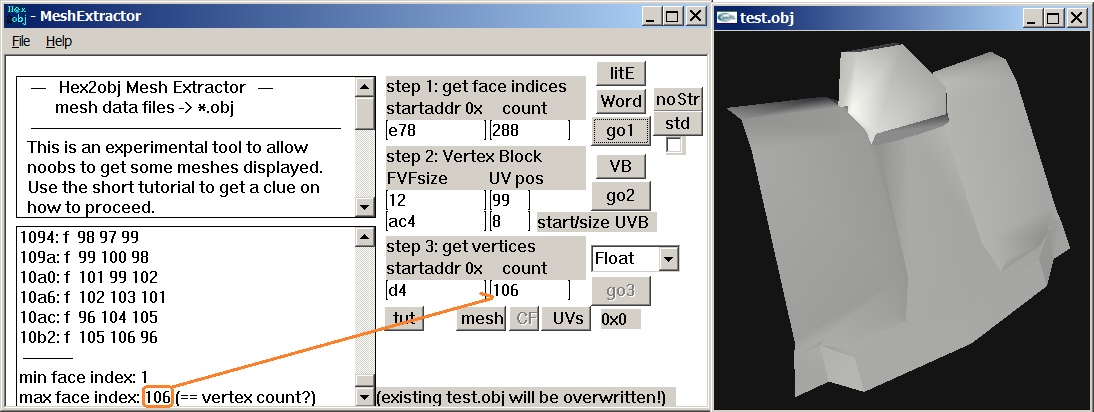 Hex obj - MeshExtractor
File Help
— Hex2obj Mesh Extractor —
mesh data files -> *.obj
This is an experimental tool to allow
noobs to get some meshes displayed.
Use the short tutorial to get a clue on
how to proceed.
1094: f 98 97 99
109a: f 99 100 98
10a0: f 101 99 102
10a6: f 102 103 101
10ac: f 96 104 105
10b2: f 105 106 96
min face index: 1
max face index: 106 (== vertex count?)
step 1: get face indices
startaddr 0x count
e78 288
litE
Word
go1
noStr
std
step 2: Vertex Block
FVFsize UV pos
12 99
ac4 8 start/size UVB
VB
go2
step 3: get vertices
startaddr 0x count
d4 106
Float
go3
tut mesh CF UVs 0x0
(existing test.obj will be overwritten!)
test.obj